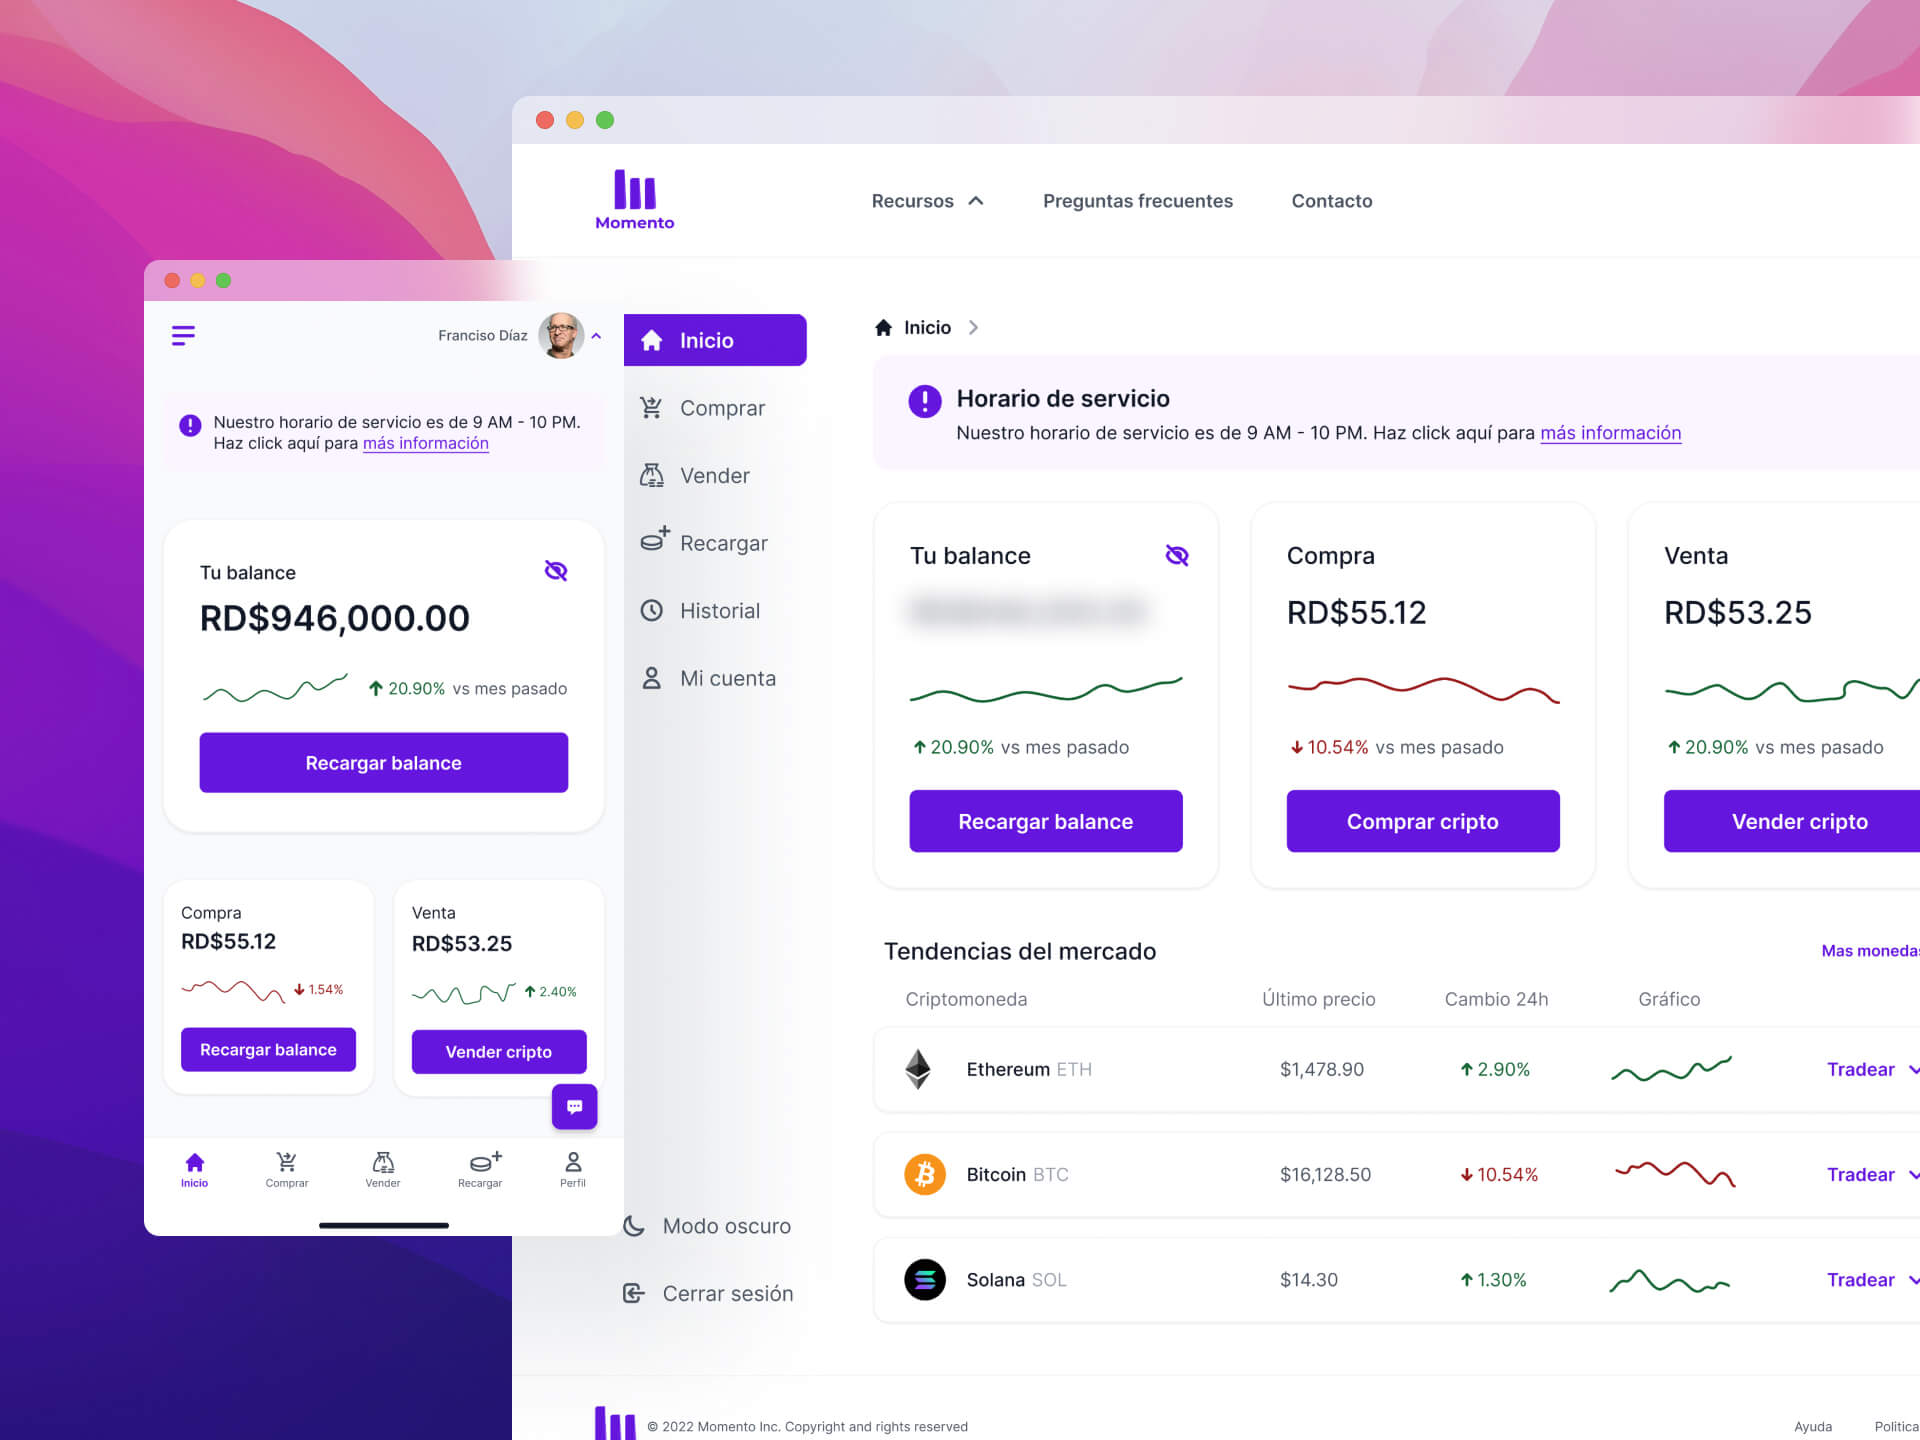 Momento
Recursos
Preguntas frecuentes
Contacto
Franciso Díaz
Nuestro horario de servicio es de 9 AM - 10 PM.
Haz click aquí para más información
Tu balance
RD$946,000.00
20.90% vs mes pasado
Recargar balance
Compra
RD$55.12
1.54%
Recargar balance
Venta
RD$53.25
2.40%
Vender cripto
Inicio
Comprar
Vender
Recargar
Perfil
Inicio
Comprar
Vender
Recargar
Historial
Mi cuenta
Modo oscuro
Cerrar sesión
Inicio
Horario de servicio
Nuestro horario de servicio es de 9 AM - 10 PM. Haz click aquí para más información
Tu balance
20.90% vs mes pasado
Recargar balance
Compra
RD$55.12
10.54% vs mes pasado
Comprar cripto
Venta
RD$53.25
20.90% vs mes pasado
Vender cripto
Tendencias del mercado
Mas monedas
Criptomoneda
Último precio
Cambio 24h
Gráfico
Ethereum ETH
$1,478.90
2.90%
Tradear
Bitcoin BTC
$16,128.50
10.54%
Tradear
Solana SOL
$14.30
1.30%
Tradear
© 2022 Momento Inc. Copyright and rights reserved
Ayuda
Politica